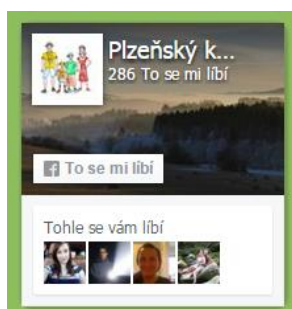 Plzeňský k...
286 To se mi líbí
To se mi líbí
Tohle se vám líbí